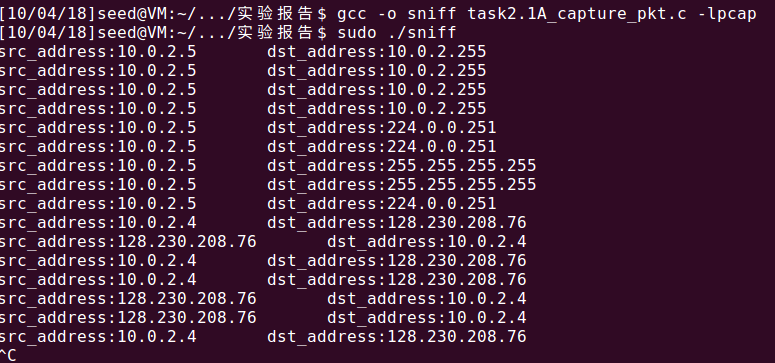 [10/04/18]seed@VM:~/.../实验报告$ gcc -o sniff task2.1A_capture_pkt.c -lpcap
[10/04/18]seed@VM:~/.../实验报告$ sudo ./sniff
src_address:10.0.2.5       dst_address:10.0.2.255
src_address:10.0.2.5       dst_address:10.0.2.255
src_address:10.0.2.5       dst_address:10.0.2.255
src_address:10.0.2.5       dst_address:10.0.2.255
src_address:10.0.2.5       dst_address:224.0.0.251
src_address:10.0.2.5       dst_address:224.0.0.251
src_address:10.0.2.5       dst_address:255.255.255.255
src_address:10.0.2.5       dst_address:255.255.255.255
src_address:10.0.2.5       dst_address:224.0.0.251
src_address:10.0.2.4       dst_address:128.230.208.76
src_address:128.230.208.76       dst_address:10.0.2.4
src_address:10.0.2.4       dst_address:128.230.208.76
src_address:10.0.2.4       dst_address:128.230.208.76
src_address:128.230.208.76       dst_address:10.0.2.4
src_address:128.230.208.76       dst_address:10.0.2.4
src_address:10.0.2.4       dst_address:128.230.208.76
^C